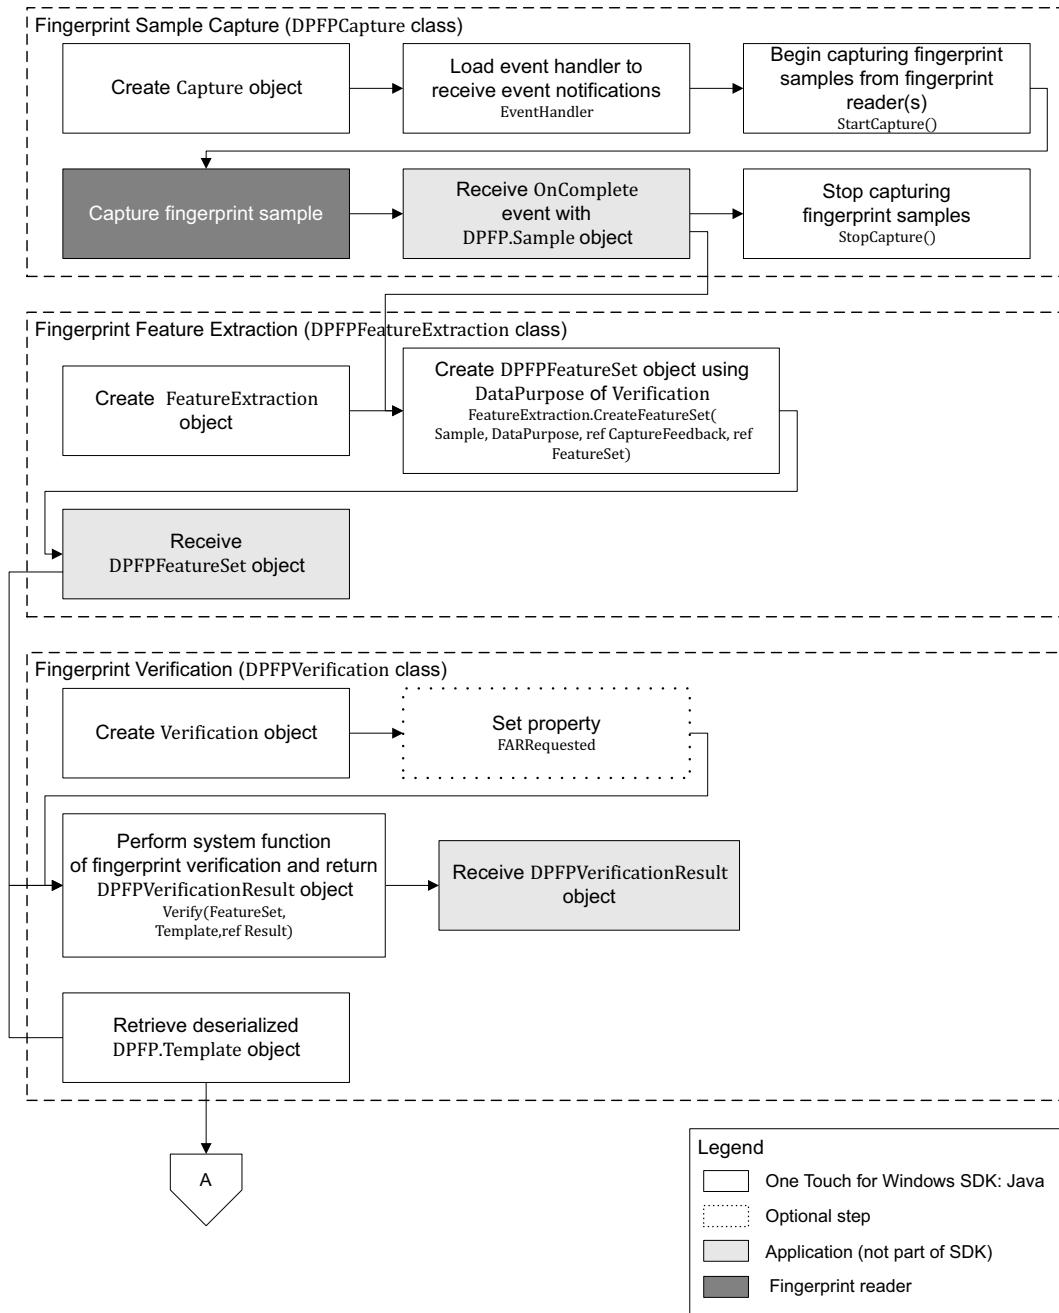 Fingerprint Sample Capture (DPFPCapture class)
Create Capture object
Load event handler to
receive event notifications
EventHandler
Begin capturing fingerprint
samples from fingerprint
reader(s)
StartCapture()
Capture fingerprint sample
Receive OnComplete
event with
DPFP.Sample object
Stop capturing
fingerprint samples
StopCapture()
Fingerprint Feature Extraction (DPFPFeatureExtraction class)
Create FeatureExtraction
object
Create DPFPFeatureSet object using
DataPurpose of Verification
FeatureExtraction.CreateFeatureSet(
Sample, DataPurpose, ref CaptureFeedback, ref
FeatureSet)
Receive
DPFPFeatureSet object
Fingerprint Verification (DPFPVerification class)
Create Verification object
Set property
FARRequested
Perform system function
of fingerprint verification and return
DPFPVerificationResult object
Verify(FeatureSet,
Template,ref Result)
Receive DPFPVerificationResult
object
Retrieve deserialized
DPFP.Template object
A
Legend
One Touch for Windows SDK: Java
Optional step
Application (not part of SDK)
Fingerprint reader